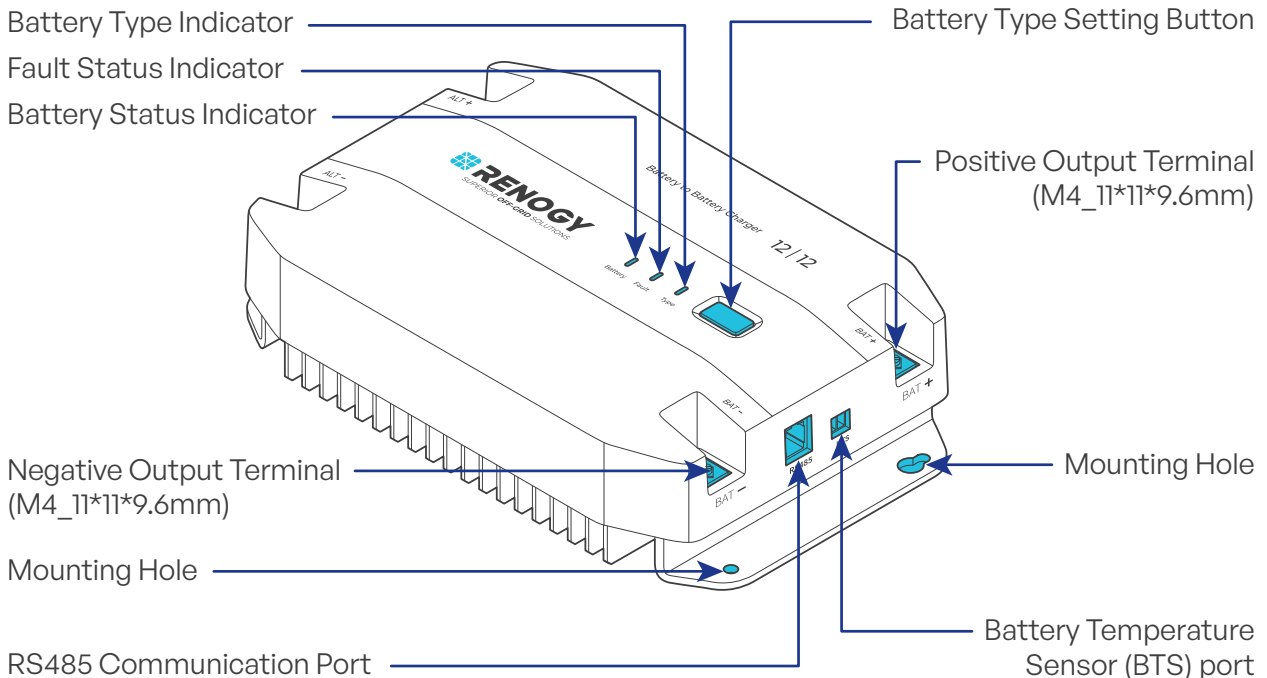 Battery Type Indicator
Fault Status Indicator
Battery Status Indicator
Battery Type Setting Button
Positive Output Terminal
(M4_11*11*9.6mm)
ALT +
ALT -
RENOGY
SUPERIOR OFF-GRID SOLUTIONS
Battery to Battery Charger
12 | 12
Battery
Fault
Type
BAT +
BAT +
BAT -
BAT -
RS485
Negative Output Terminal
(M4_11*11*9.6mm)
Mounting Hole
Mounting Hole
RS485 Communication Port
Battery Temperature
Sensor (BTS) port